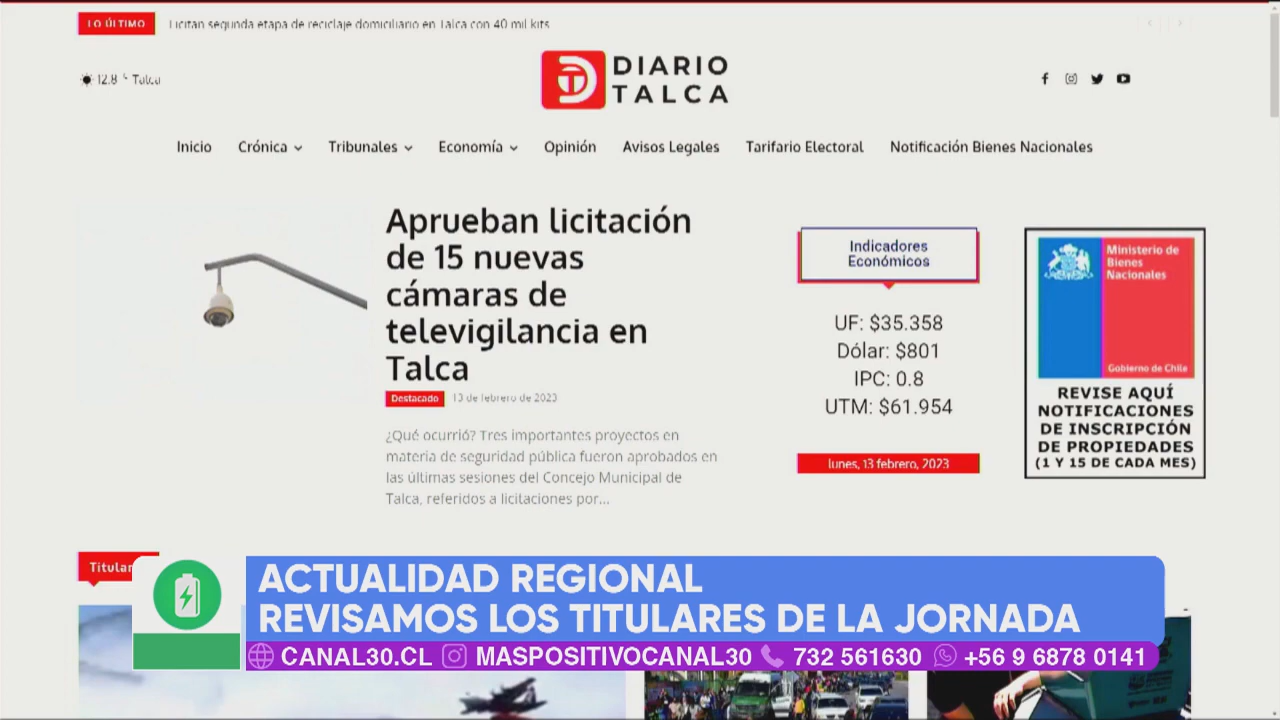 LO ÚLTIMO
Licitan segunda etapa de reciclaje domiciliario en Talca con 40 mil kits
12.8 Talca
DIARIO
TALCA
Inicio Crónica Tribunales Economía Opinión Avisos Legales Tarifario Electoral Notificación Bienes Nacionales
Aprueban licitación
de 15 nuevas
cámaras de
televigilancia en
Talca
Destacado 13 de febrero de 2023
¿Qué ocurrió? Tres importantes proyectos en
materia de seguridad pública fueron aprobados en
las últimas sesiones del Concejo Municipal de
Talca, referidos a licitaciones por...
Indicadores
Económicos
UF: $35.358
Dólar: $801
IPC: 0.8
UTM: $61.954
lunes, 13 febrero, 2023
Ministerio de
Bienes
Nacionales
Gobierno de Chile
REVISE AQUÍ
NOTIFICACIONES
DE INSCRIPCIÓN
DE PROPIEDADES
(1 Y 15 DE CADA MES)
Titular
ACTUALIDAD REGIONAL
REVISAMOS LOS TITULARES DE LA JORNADA
CANAL30.CL MASPOSITIVOCANAL30 732 561630 +56 9 6878 0141